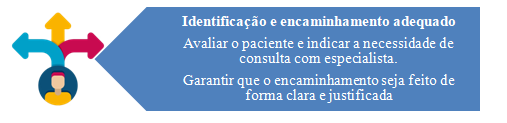 Identificação e encaminhamento adequado
Avaliar o paciente e indicar a necessidade de
consulta com especialista.
Garantir que o encaminhamento seja feito de
forma clara e justificada